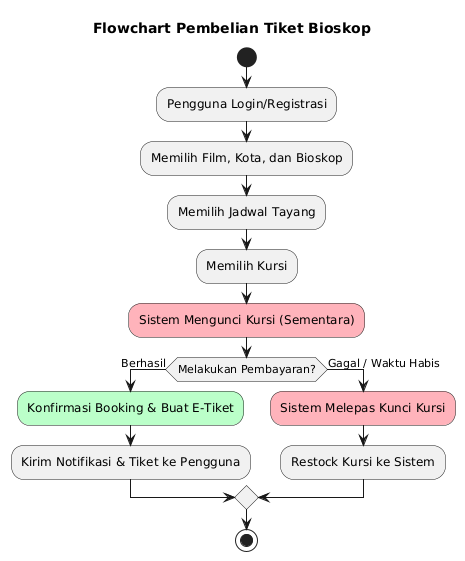 Flowchart Pembelian Tiket Bioskop
Pengguna Login/Registrasi
Memilih Film, Kota, dan Bioskop
Memilih Jadwal Tayang
Memilih Kursi
Sistem Mengunci Kursi (Sementara)
Melakukan Pembayaran?
Berhasil
Gagal / Waktu Habis
Konfirmasi Booking & Buat E-Tiket
Kirim Notifikasi & Tiket ke Pengguna
Sistem Melepas Kunci Kursi
Restock Kursi ke Sistem